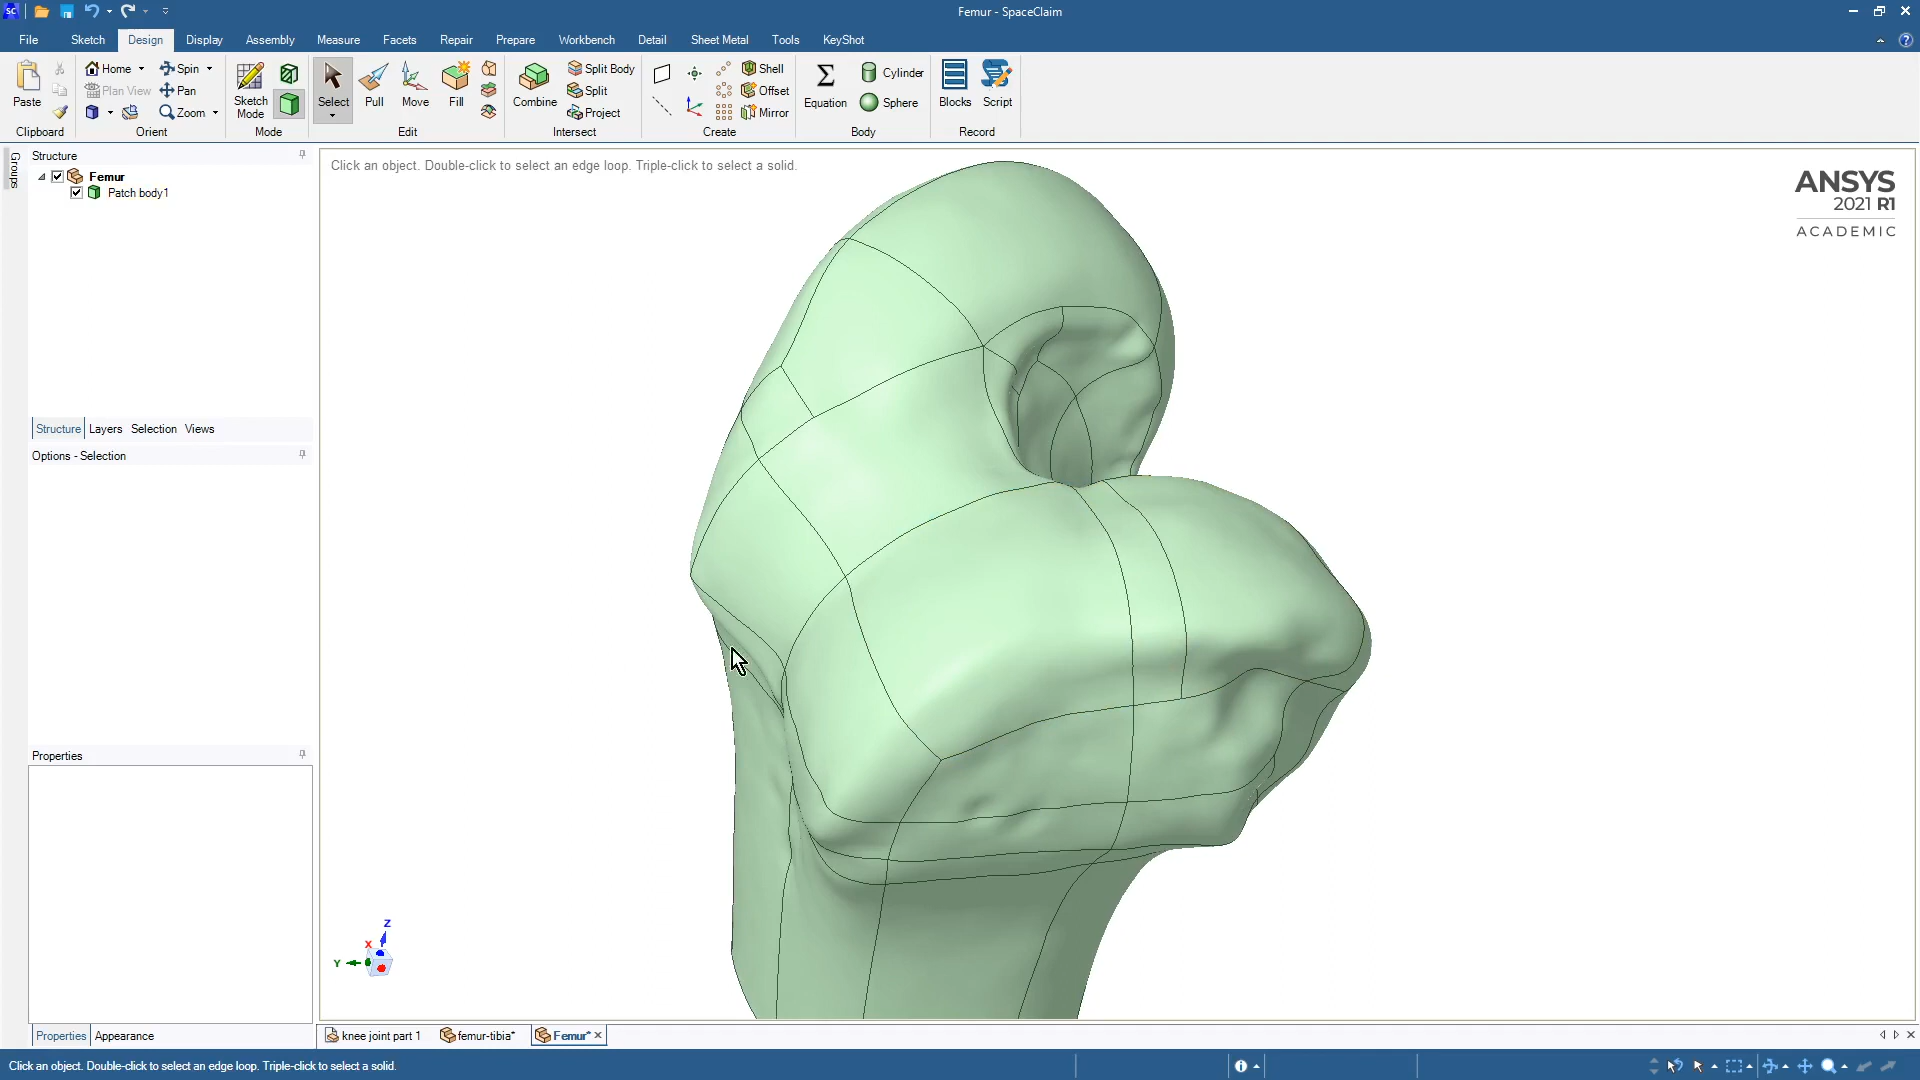 SC
Femur - SpaceClaim
File Sketch Design Display Assembly Measure Facets Repair Prepare Workbench Detail Sheet Metal Tools KeyShot
Paste
Clipboard
Home
Plan View
Spin
Pan
Zoom
Orient
Sketch
Mode
Mode
Select
Pull
Move
Fill
Edit
Combine
Split Body
Split
Project
Intersect
Shell
Offset
Mirror
Create
Equation
Cylinder
Sphere
Body
Blocks
Script
Record
Groups
Structure
Femur
Patch body1
Structure Layers Selection Views
Options - Selection
Properties
Properties Appearance
Click an object. Double-click to select an edge loop. Triple-click to select a solid.
ANSYS
2021 R1
ACADEMIC
Z
X
Y
knee joint part 1
femur-tibia*
Femur*
Click an object. Double-click to select an edge loop. Triple-click to select a solid.